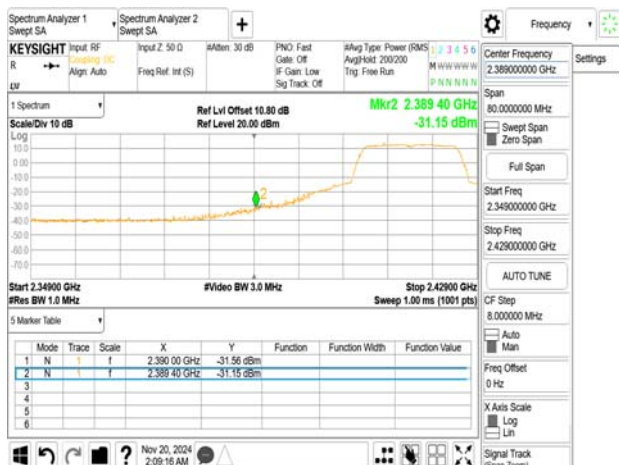 Spectrum Analyzer 1
Swept SA
Spectrum Analyzer 2
Swept SA
+
Frequency
KEYSIGHT
R
LV
Input: RF
Coupling: DC
Align: Auto
Input Z: 50 Ω
Freq Ref: Int (S)
#Atten: 30 dB
PNO: Fast
Gate: Off
IF Gain: Low
Sig Track: Off
#Avg Type: Power (RMS
Avg|Hold: 200/200
Trig: Free Run
1 2 3 4 5 6
M W W W W W
P N N N N N
1 Spectrum
Scale/Div 10 dB
Ref Lvl Offset 10.80 dB
Ref Level 20.00 dBm
Mkr2 2.389 40 GHz
-31.15 dBm
Log
10.0
0.00
-10.0
-20.0
-30.0
-40.0
-50.0
-60.0
-70.0
2
Start 2.34900 GHz
#Res BW 1.0 MHz
#Video BW 3.0 MHz
Stop 2.42900 GHz
Sweep 1.00 ms (1001 pts)
5 Marker Table
Mode Trace Scale X Y Function Function Width Function Value
1 N 1 f 2.390 00 GHz -31.56 dBm
2 N 1 f 2.389 40 GHz -31.15 dBm
3
4
5
6
Nov 20, 2024
2:09:16 AM
Settings
Center Frequency
2.389000000 GHz
Span
80.0000000 MHz
Swept Span
Zero Span
Full Span
Start Freq
2.349000000 GHz
Stop Freq
2.429000000 GHz
AUTO TUNE
CF Step
8.000000 MHz
Auto
Man
Freq Offset
0 Hz
X Axis Scale
Log
Lin
Signal Track
(Span Zoom)